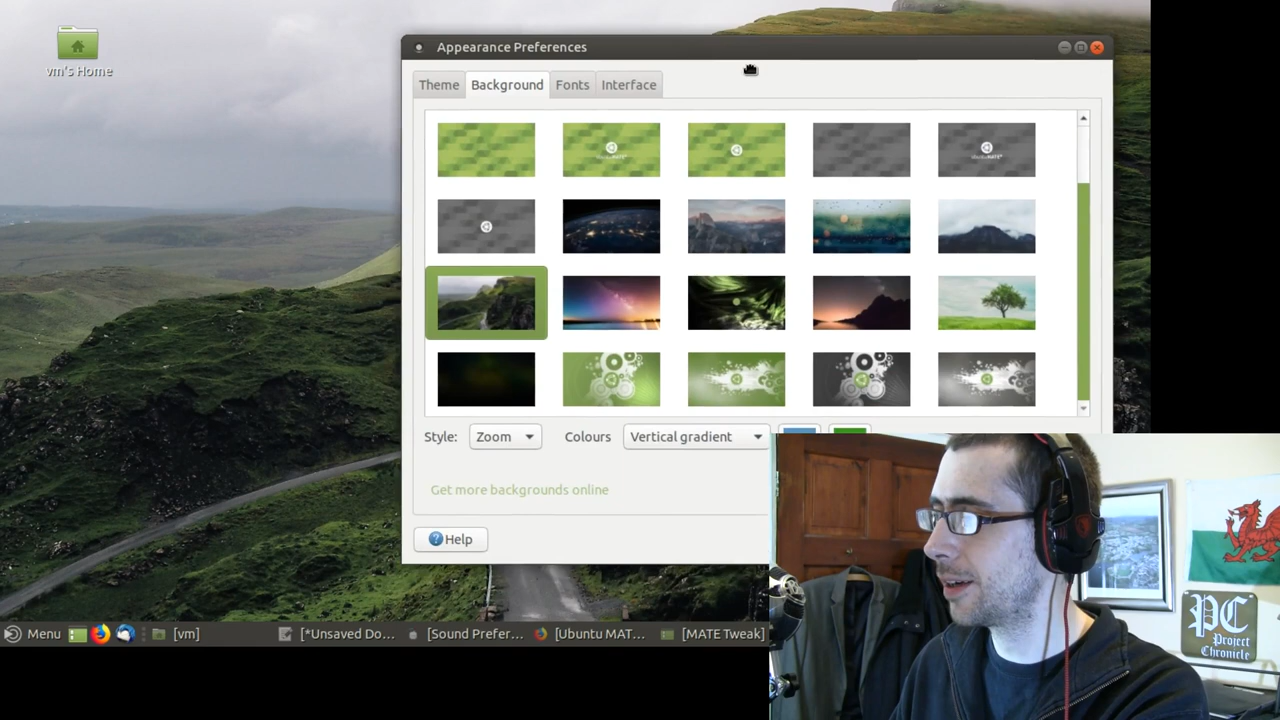 vm's Home
Appearance Preferences
Theme
Background
Fonts
Interface
Style:
Zoom
Colours
Vertical gradient
Get more backgrounds online
Help
Menu
[vm]
[*Unsaved Do...
[Sound Prefer...
[Ubuntu MAT...
[MATE Tweak]
PC
Project
Chronicle